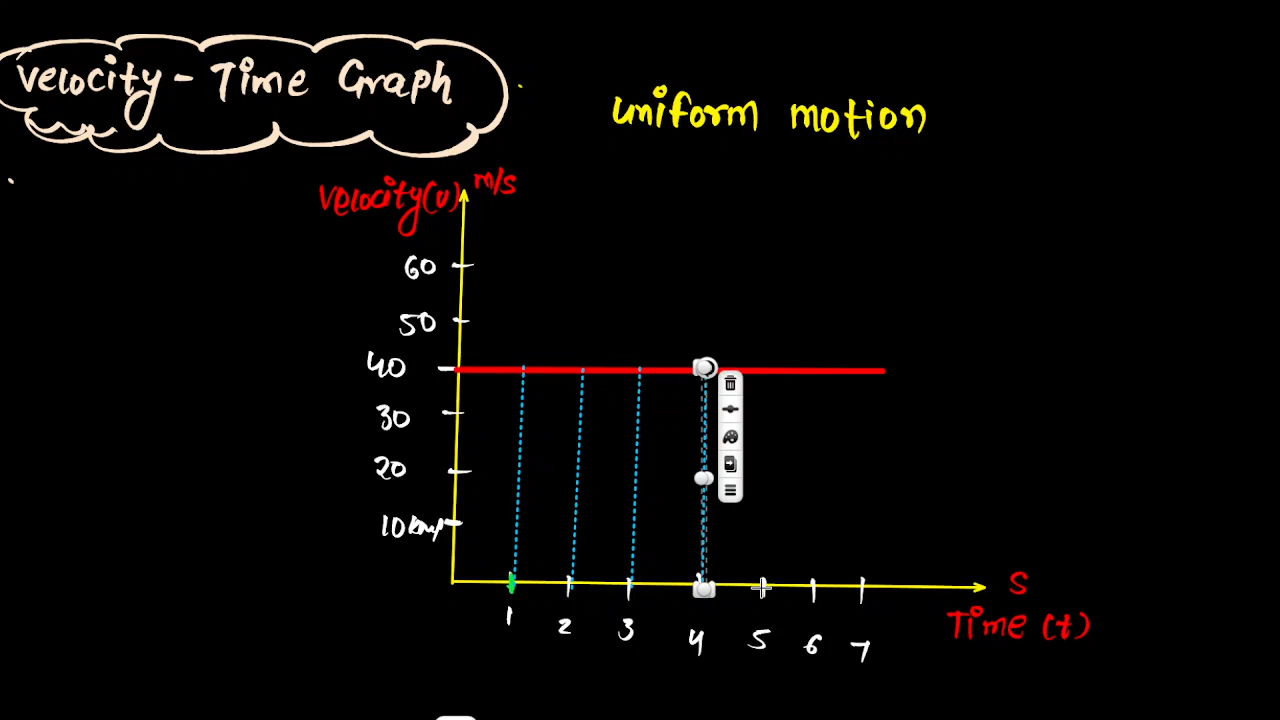 Velocity - Time Graph
uniform motion
Velocity(v) m/s
60
50
40
30
20
10
S
1 2 3 4 5 6 7
Time (t)